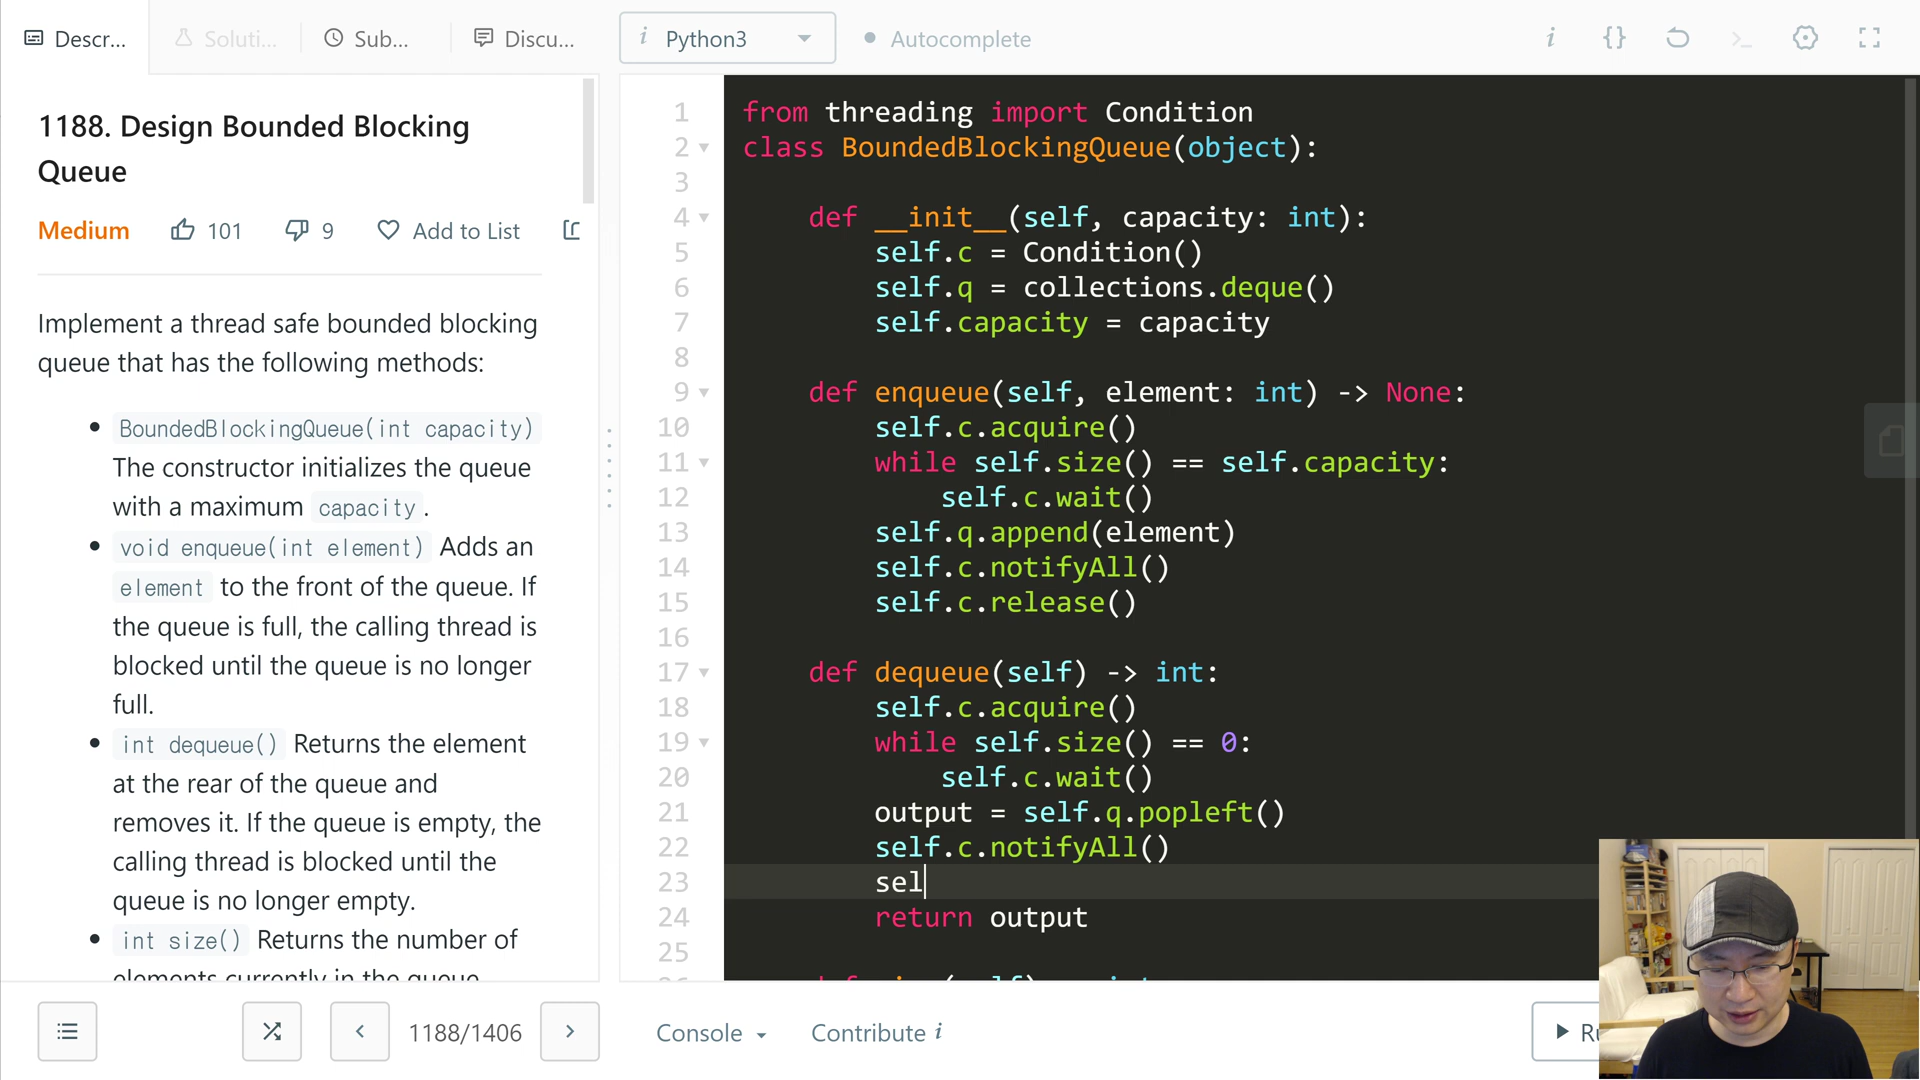 Descr...
Soluti...
Sub...
Discu...
i Python3
Autocomplete
i {} >_
1188. Design Bounded Blocking
Queue
Medium 101 9 Add to List
Implement a thread safe bounded blocking
queue that has the following methods:
BoundedBlockingQueue(int capacity)
The constructor initializes the queue
with a maximum capacity.
void enqueue(int element) Adds an
element to the front of the queue. If
the queue is full, the calling thread is
blocked until the queue is no longer
full.
int dequeue() Returns the element
at the rear of the queue and
removes it. If the queue is empty, the
calling thread is blocked until the
queue is no longer empty.
int size() Returns the number of
elements currently in the queue
1 from threading import Condition
2 class BoundedBlockingQueue(object):
3
4 def __init__(self, capacity: int):
5 self.c = Condition()
6 self.q = collections.deque()
7 self.capacity = capacity
8
9 def enqueue(self, element: int) -> None:
10 self.c.acquire()
11 while self.size() == self.capacity:
12 self.c.wait()
13 self.q.append(element)
14 self.c.notifyAll()
15 self.c.release()
16
17 def dequeue(self) -> int:
18 self.c.acquire()
19 while self.size() == 0:
20 self.c.wait()
21 output = self.q.popleft()
22 self.c.notifyAll()
23 sel
24 return output
25
1188/1406
Console
Contribute i